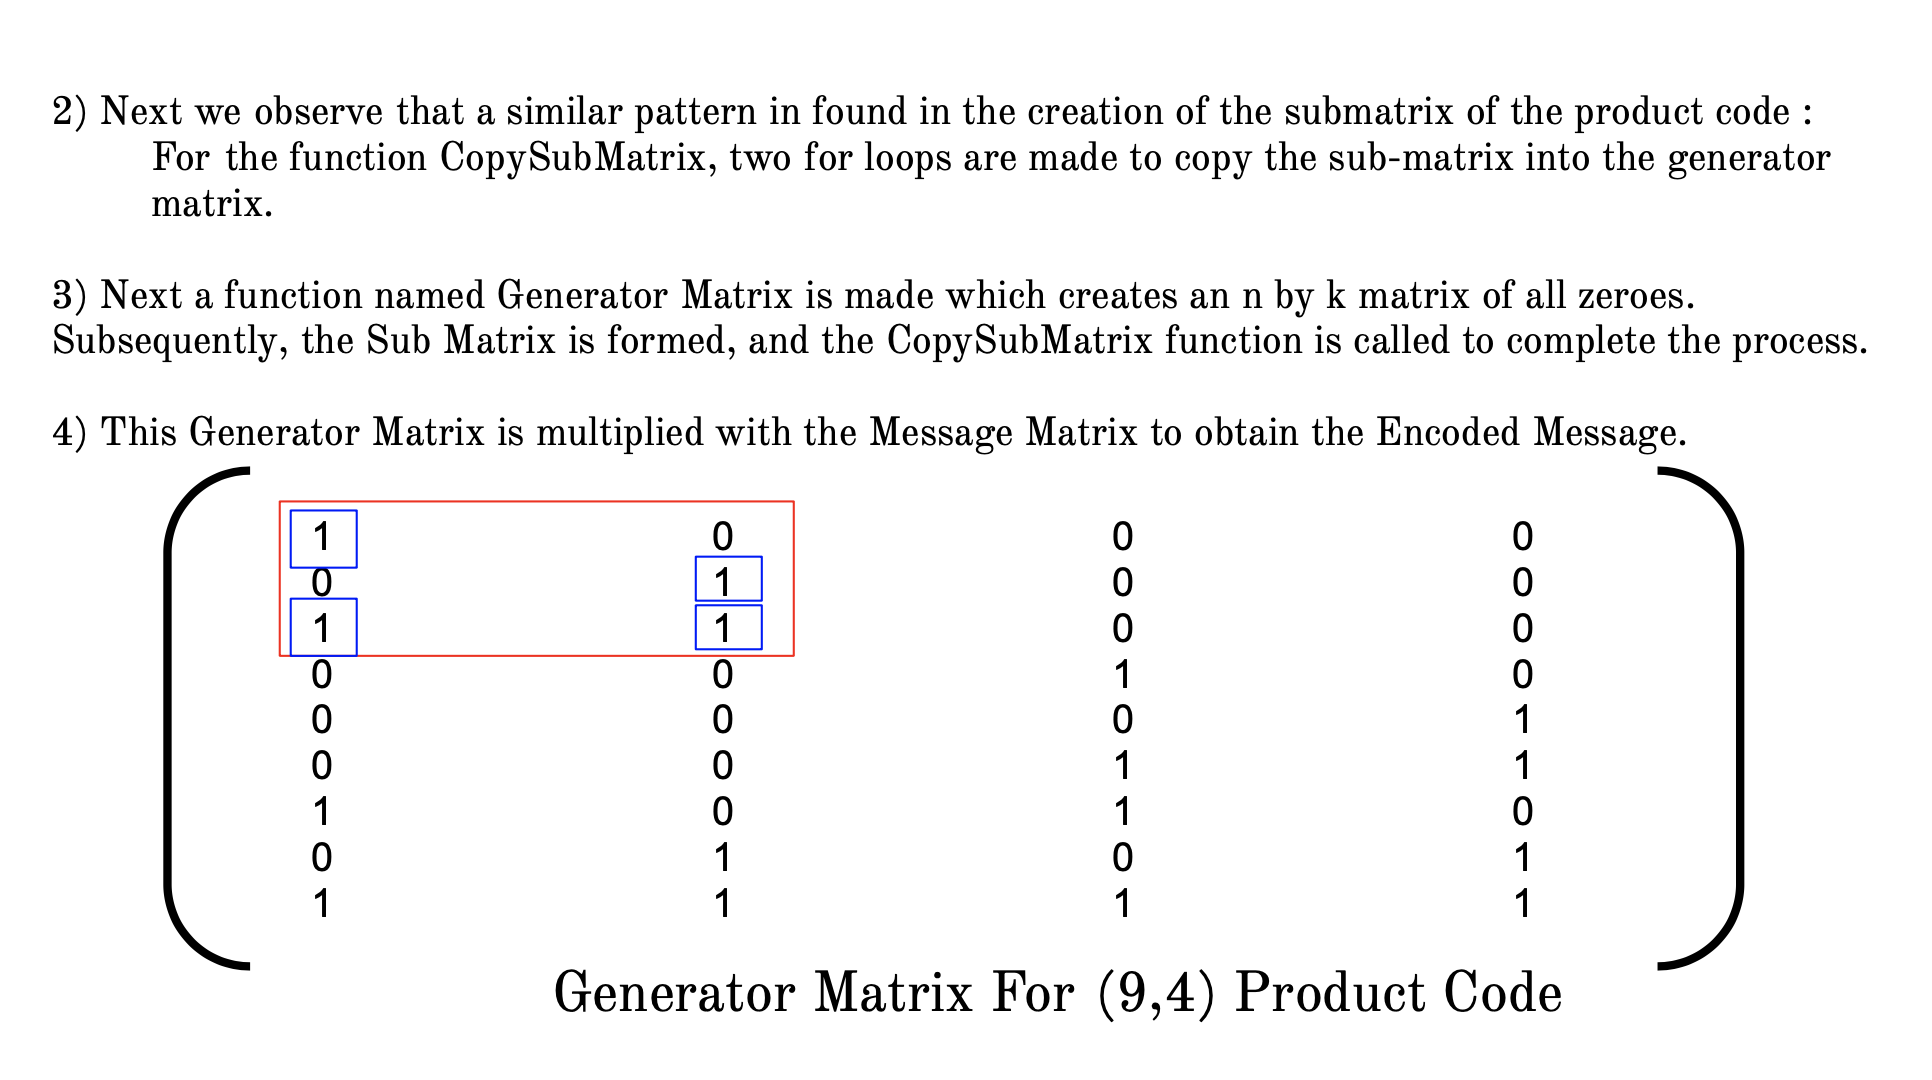 2) Next we observe that a similar pattern in found in the creation of the submatrix of the product code :
For the function CopySubMatrix, two for loops are made to copy the sub-matrix into the generator
matrix.
3) Next a function named Generator Matrix is made which creates an n by k matrix of all zeroes.
Subsequently, the Sub Matrix is formed, and the CopySubMatrix function is called to complete the process.
4) This Generator Matrix is multiplied with the Message Matrix to obtain the Encoded Message.
1 0 0 0
0 1 0 0
1 1 0 0
0 0 1 0
0 0 0 1
0 0 1 1
1 0 1 0
0 1 0 1
1 1 1 1
Generator Matrix For (9,4) Product Code